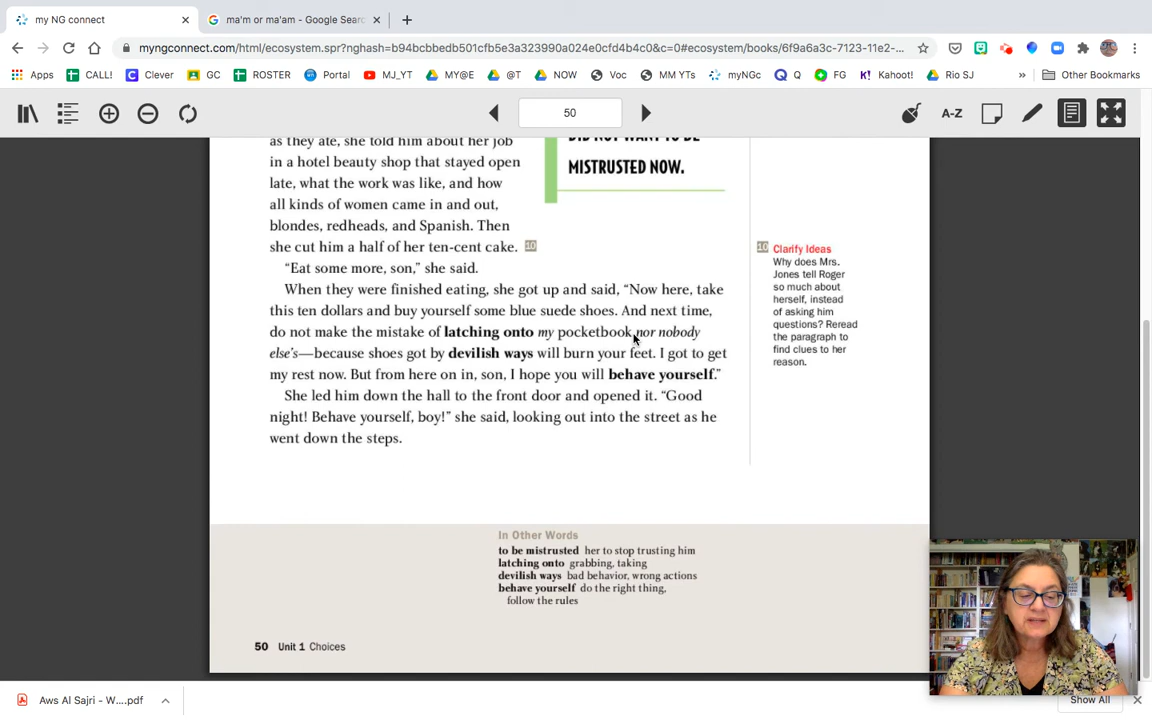 my NG connect
ma'm or ma'am - Google Searc
myngconnect.com/html/ecosystem.spr?nghash=b94bcbbedb501cfb5e3a323990a024e0cfd4b4c0&c=0#ecosystem/books/6f9a6a3c-7123-11e2-...
Apps CALL! Clever GC ROSTER Portal MJ_YT MY@E @T NOW Voc MM YTs myNGc Q FG Kahoot! Rio SJ » Other Bookmarks
50 A-Z
as they ate, she told him about her job
in a hotel beauty shop that stayed open
late, what the work was like, and how
all kinds of women came in and out,
blondes, redheads, and Spanish. Then
she cut him a half of her ten-cent cake. 10
“Eat some more, son,” she said.
When they were finished eating, she got up and said, “Now here, take
this ten dollars and buy yourself some blue suede shoes. And next time,
do not make the mistake of latching onto my pocketbook nor nobody
else's—because shoes got by devilish ways will burn your feet. I got to get
my rest now. But from here on in, son, I hope you will behave yourself.”
She led him down the hall to the front door and opened it. “Good
night! Behave yourself, boy!” she said, looking out into the street as he
went down the steps.
DID NOT WANT TO BE
MISTRUSTED NOW.
10 Clarify Ideas
Why does Mrs.
Jones tell Roger
so much about
herself, instead
of asking him
questions? Reread
the paragraph to
find clues to her
reason.
In Other Words
to be mistrusted her to stop trusting him
latching onto grabbing, taking
devilish ways bad behavior, wrong actions
behave yourself do the right thing,
follow the rules
50 Unit 1 Choices
Aws Al Sajri - W....pdf
Show All